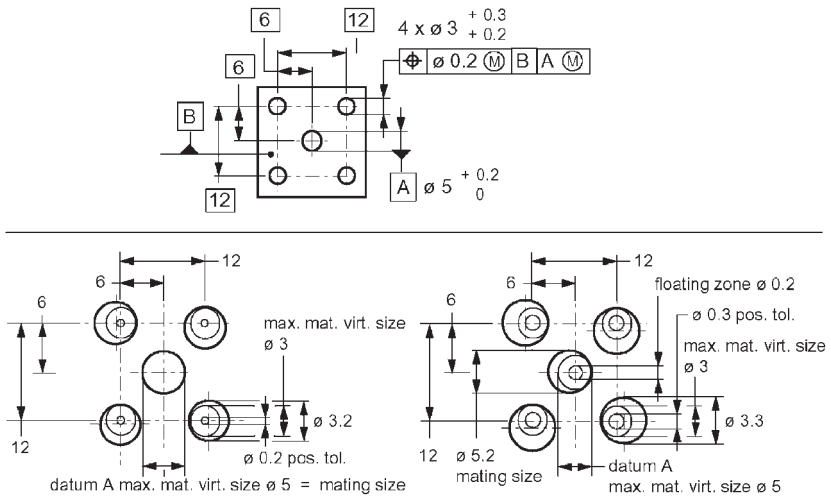 6
12
4 x ø 3 + 0.3
+ 0.2
⌖ ø 0.2 Ⓜ B A Ⓜ
6
B
12
A ø 5 + 0.2
0
12
6
6
max. mat. virt. size
ø 3
ø 3.2
12
ø 0.2 pos. tol.
datum A max. mat. virt. size ø 5 = mating size
12
6
6
floating zone ø 0.2
ø 0.3 pos. tol.
max. mat. virt. size
ø 3
ø 3.3
12
ø 5.2
mating size
datum A
max. mat. virt. size ø 5